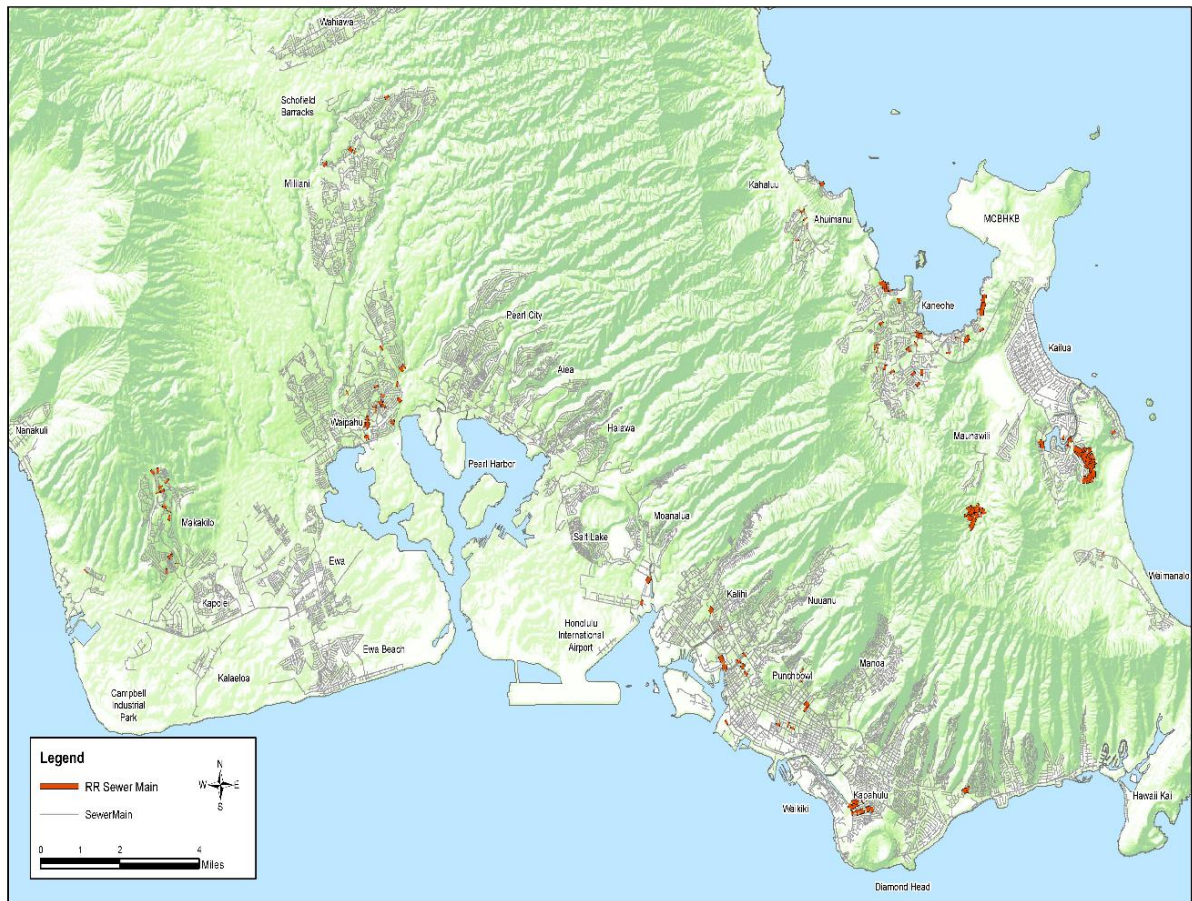 Wahiawa
Schofield
Barracks
Mililani
Kahaluu
Ahuimanu
MCBHKB
Kaneohe
Pearl City
Kailua
Aiea
Waipahu
Halawa
Maunawili
Nanakuli
Pearl Harbor
Moanalua
Makakilo
Salt Lake
Ewa
Waimanalo
Kapolei
Kalihi
Nuuanu
Honolulu
International
Airport
Ewa Beach
Manoa
Kalaeloa
Punchbowl
Campbell
Industrial
Park
Legend
RR Sewer Main
SewerMain
N
W E
S
0 1 2 4
Miles
Kapahulu
Waikiki
Hawaii Kai
Diamond Head